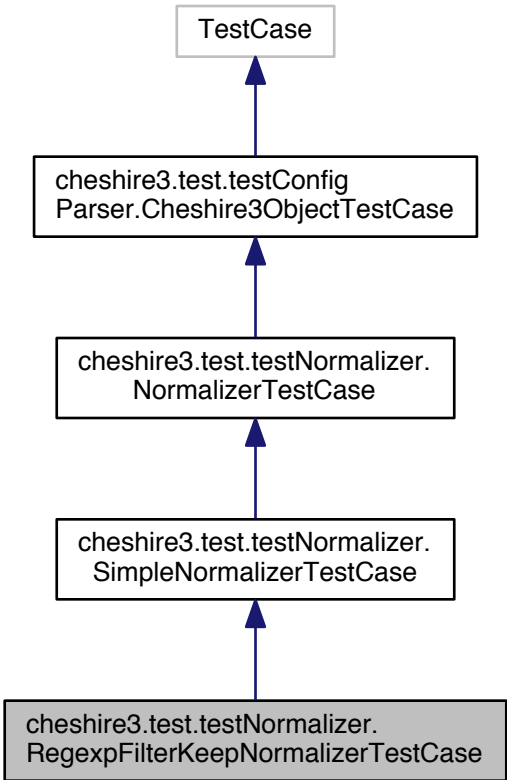 TestCase
cheshire3.test.testConfig
Parser.Cheshire3ObjectTestCase
cheshire3.test.testNormalizer.
NormalizerTestCase
cheshire3.test.testNormalizer.
SimpleNormalizerTestCase
cheshire3.test.testNormalizer.
RegexpFilterKeepNormalizerTestCase